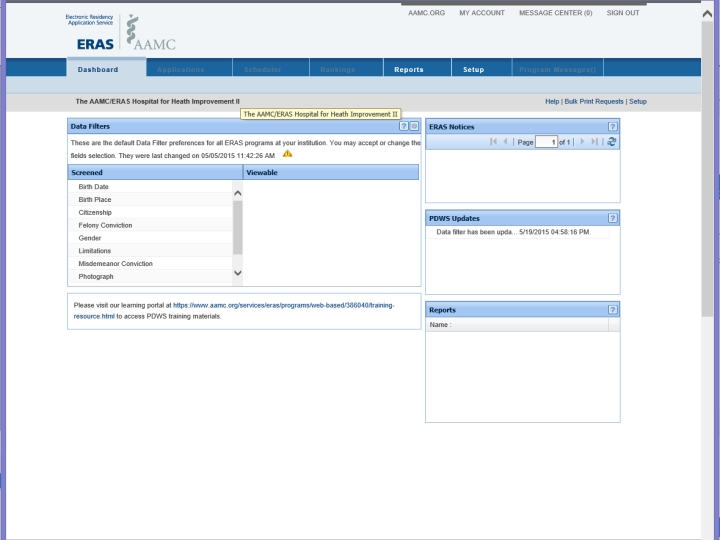 AAMC.ORG MY ACCOUNT MESSAGE CENTER (0) SIGN OUT
Electronic Residency
Application Service
ERAS AAMC
Dashboard Applications Scheduler Rankings Reports Setup Program Messages()
The AAMC/ERAS Hospital for Heath Improvement II Help | Bulk Print Requests | Setup
The AAMC/ERAS Hospital for Heath Improvement II
Data Filters
These are the default Data Filter preferences for all ERAS programs at your institution. You may accept or change the
fields selection. They were last changed on 05/05/2015 11:42:26 AM
Screened Viewable
Birth Date
Birth Place
Citizenship
Felony Conviction
Gender
Limitations
Misdemeanor Conviction
Photograph
Please visit our learning portal at https://www.aamc.org/services/eras/programs/web-based/386040/training-
resource.html to access PDWS training materials.
ERAS Notices
Page 1 of 1
PDWS Updates
Data filter has been upda... 5/19/2015 04:58:16 PM.
Reports
Name :